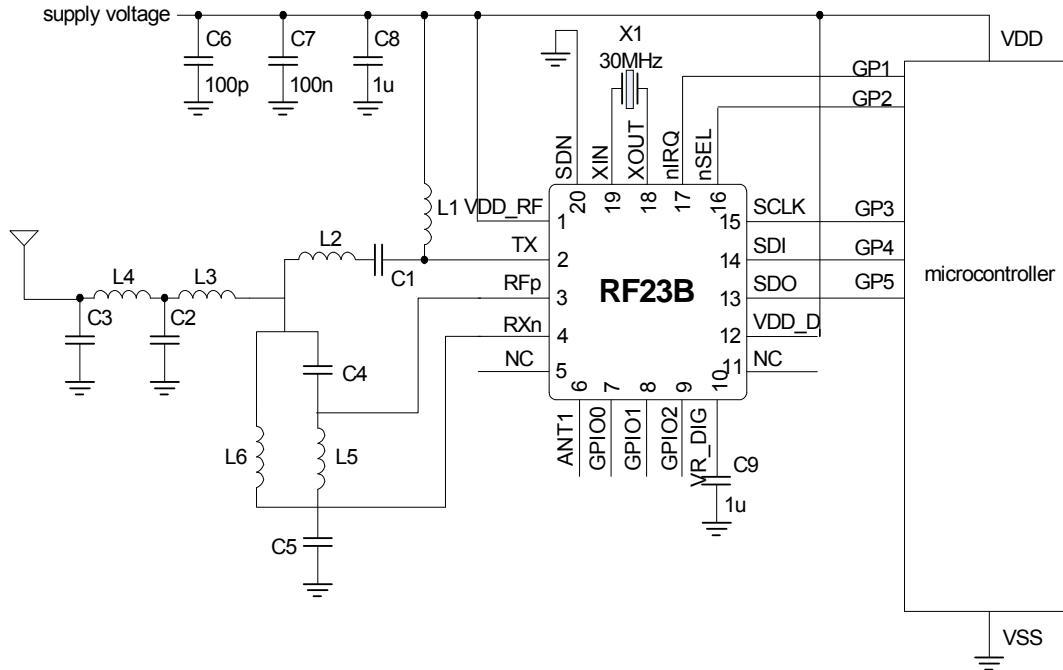 supply voltage
C6
C7
C8
100p
100n
1u
X1
30MHz
VDD
GP1
GP2
SDN
XIN
XOUT
nIRQ
nSEL
20
19
18
17
16
L1
VDD_RF
1
15
SCLK
GP3
TX
2
14
SDI
GP4
L2
C1
RFp
3
RF23B
13
SDO
GP5
microcontroller
L4
L3
C3
C2
RXn
4
12
VDD_D
NC
5
11
NC
C4
6
7
8
9
10
ANT1
GPIO0
GPIO1
GPIO2
VR_DIG
C9
1u
L6
L5
C5
VSS